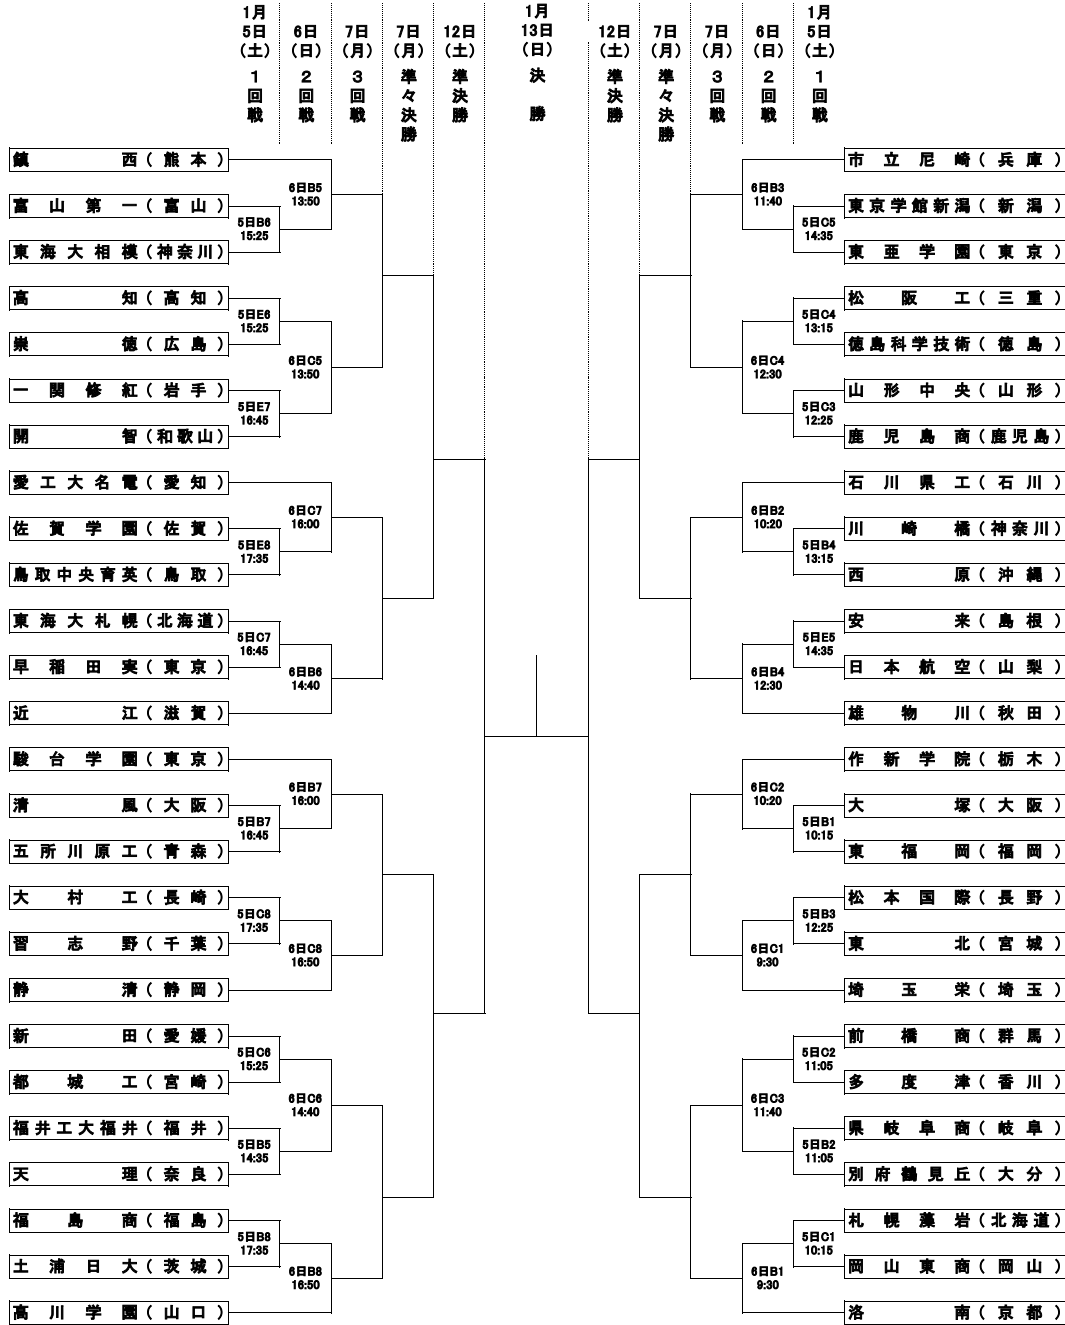 1月
5日
（土）
1
回
戦
6日
（日）
2
回
戦
7日
（月）
3
回
戦
7日
（月）
準
々
決
勝
12日
（土）
準
決
勝
1月
13日
（日）
決
勝
12日
（土）
準
決
勝
7日
（月）
準
々
決
勝
7日
（月）
3
回
戦
6日
（日）
2
回
戦
1月
5日
（土）
1
回
戦
鎮西（熊本）
富山第一（富山）
東海大相模（神奈川）
高知（高知）
崇徳（広島）
一関修紅（岩手）
開智（和歌山）
愛工大名電（愛知）
佐賀学園（佐賀）
鳥取中央育英（鳥取）
東海大札幌（北海道）
早稲田実（東京）
近江（滋賀）
駿台学園（東京）
清風（大阪）
五所川原工（青森）
大村工（長崎）
習志野（千葉）
静清（静岡）
新田（愛媛）
都城工（宮崎）
福井工大福井（福井）
天理（奈良）
福島商（福島）
土浦日大（茨城）
高川学園（山口）
5日B6
15:25
5日E6
15:25
5日E7
16:45
5日E8
17:35
5日C7
16:45
5日B7
16:45
5日C8
17:35
5日C6
15:25
5日B5
14:35
5日B8
17:35
6日B5
13:50
6日C5
13:50
6日C7
16:00
6日B6
14:40
6日B7
16:00
6日C8
16:50
6日C6
14:40
6日B8
16:50
6日B3
11:40
6日C4
12:30
6日B2
10:20
6日B4
12:30
6日C2
10:20
6日C1
9:30
6日C3
11:40
6日B1
9:30
5日C5
14:35
5日C4
13:15
5日C3
12:25
5日B4
13:15
5日E5
14:35
5日B1
10:15
5日B3
12:25
5日C2
11:05
5日B2
11:05
5日C1
10:15
市立尼崎（兵庫）
東京学館新潟（新潟）
東亜学園（東京）
松阪工（三重）
徳島科学技術（徳島）
山形中央（山形）
鹿児島商（鹿児島）
石川県工（石川）
川崎橘（神奈川）
西原（沖縄）
安来（島根）
日本航空（山梨）
雄物川（秋田）
作新学院（栃木）
大塚（大阪）
東福岡（福岡）
松本国際（長野）
東北（宮城）
埼玉栄（埼玉）
前橋商（群馬）
多度津（香川）
県岐阜商（岐阜）
別府鶴見丘（大分）
札幌藻岩（北海道）
岡山東商（岡山）
洛南（京都）